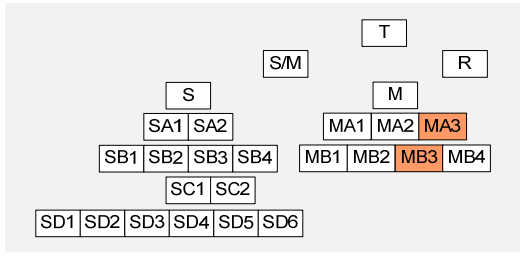 T
S/M R
S M
SA1 SA2 MA1 MA2 MA3
SB1 SB2 SB3 SB4 MB1 MB2 MB3 MB4
SC1 SC2
SD1 SD2 SD3 SD4 SD5 SD6